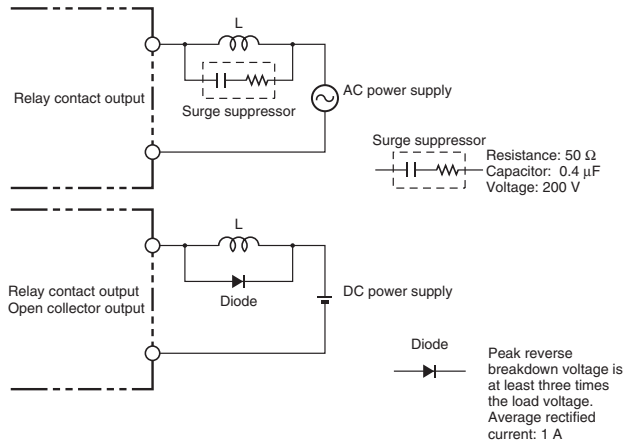 L
Relay contact output
Surge suppressor
AC power supply
Surge suppressor
Resistance: 50 Ω
Capacitor: 0.4 μF
Voltage: 200 V
L
Relay contact output
Open collector output
Diode
DC power supply
Diode
Peak reverse
breakdown voltage is
at least three times
the load voltage.
Average rectified
current: 1 A